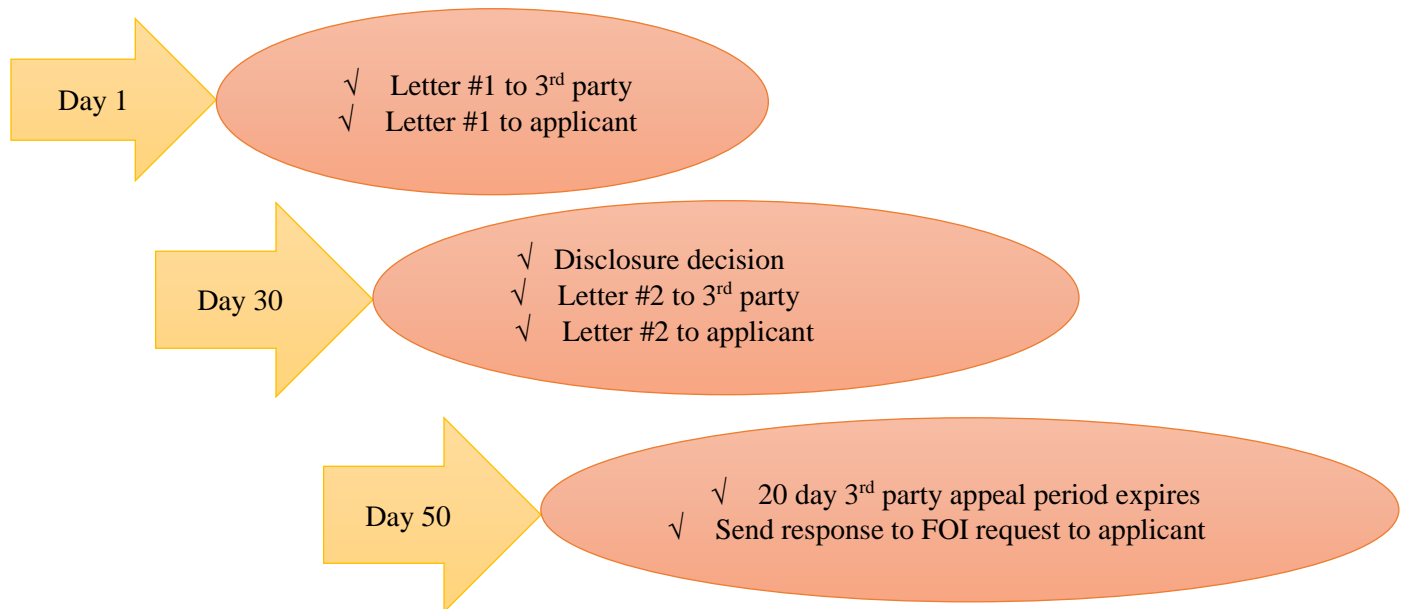 Day 1
√ Letter #1 to 3rd party
√ Letter #1 to applicant
Day 30
√ Disclosure decision
√ Letter #2 to 3rd party
√ Letter #2 to applicant
Day 50
√ 20 day 3rd party appeal period expires
√ Send response to FOI request to applicant